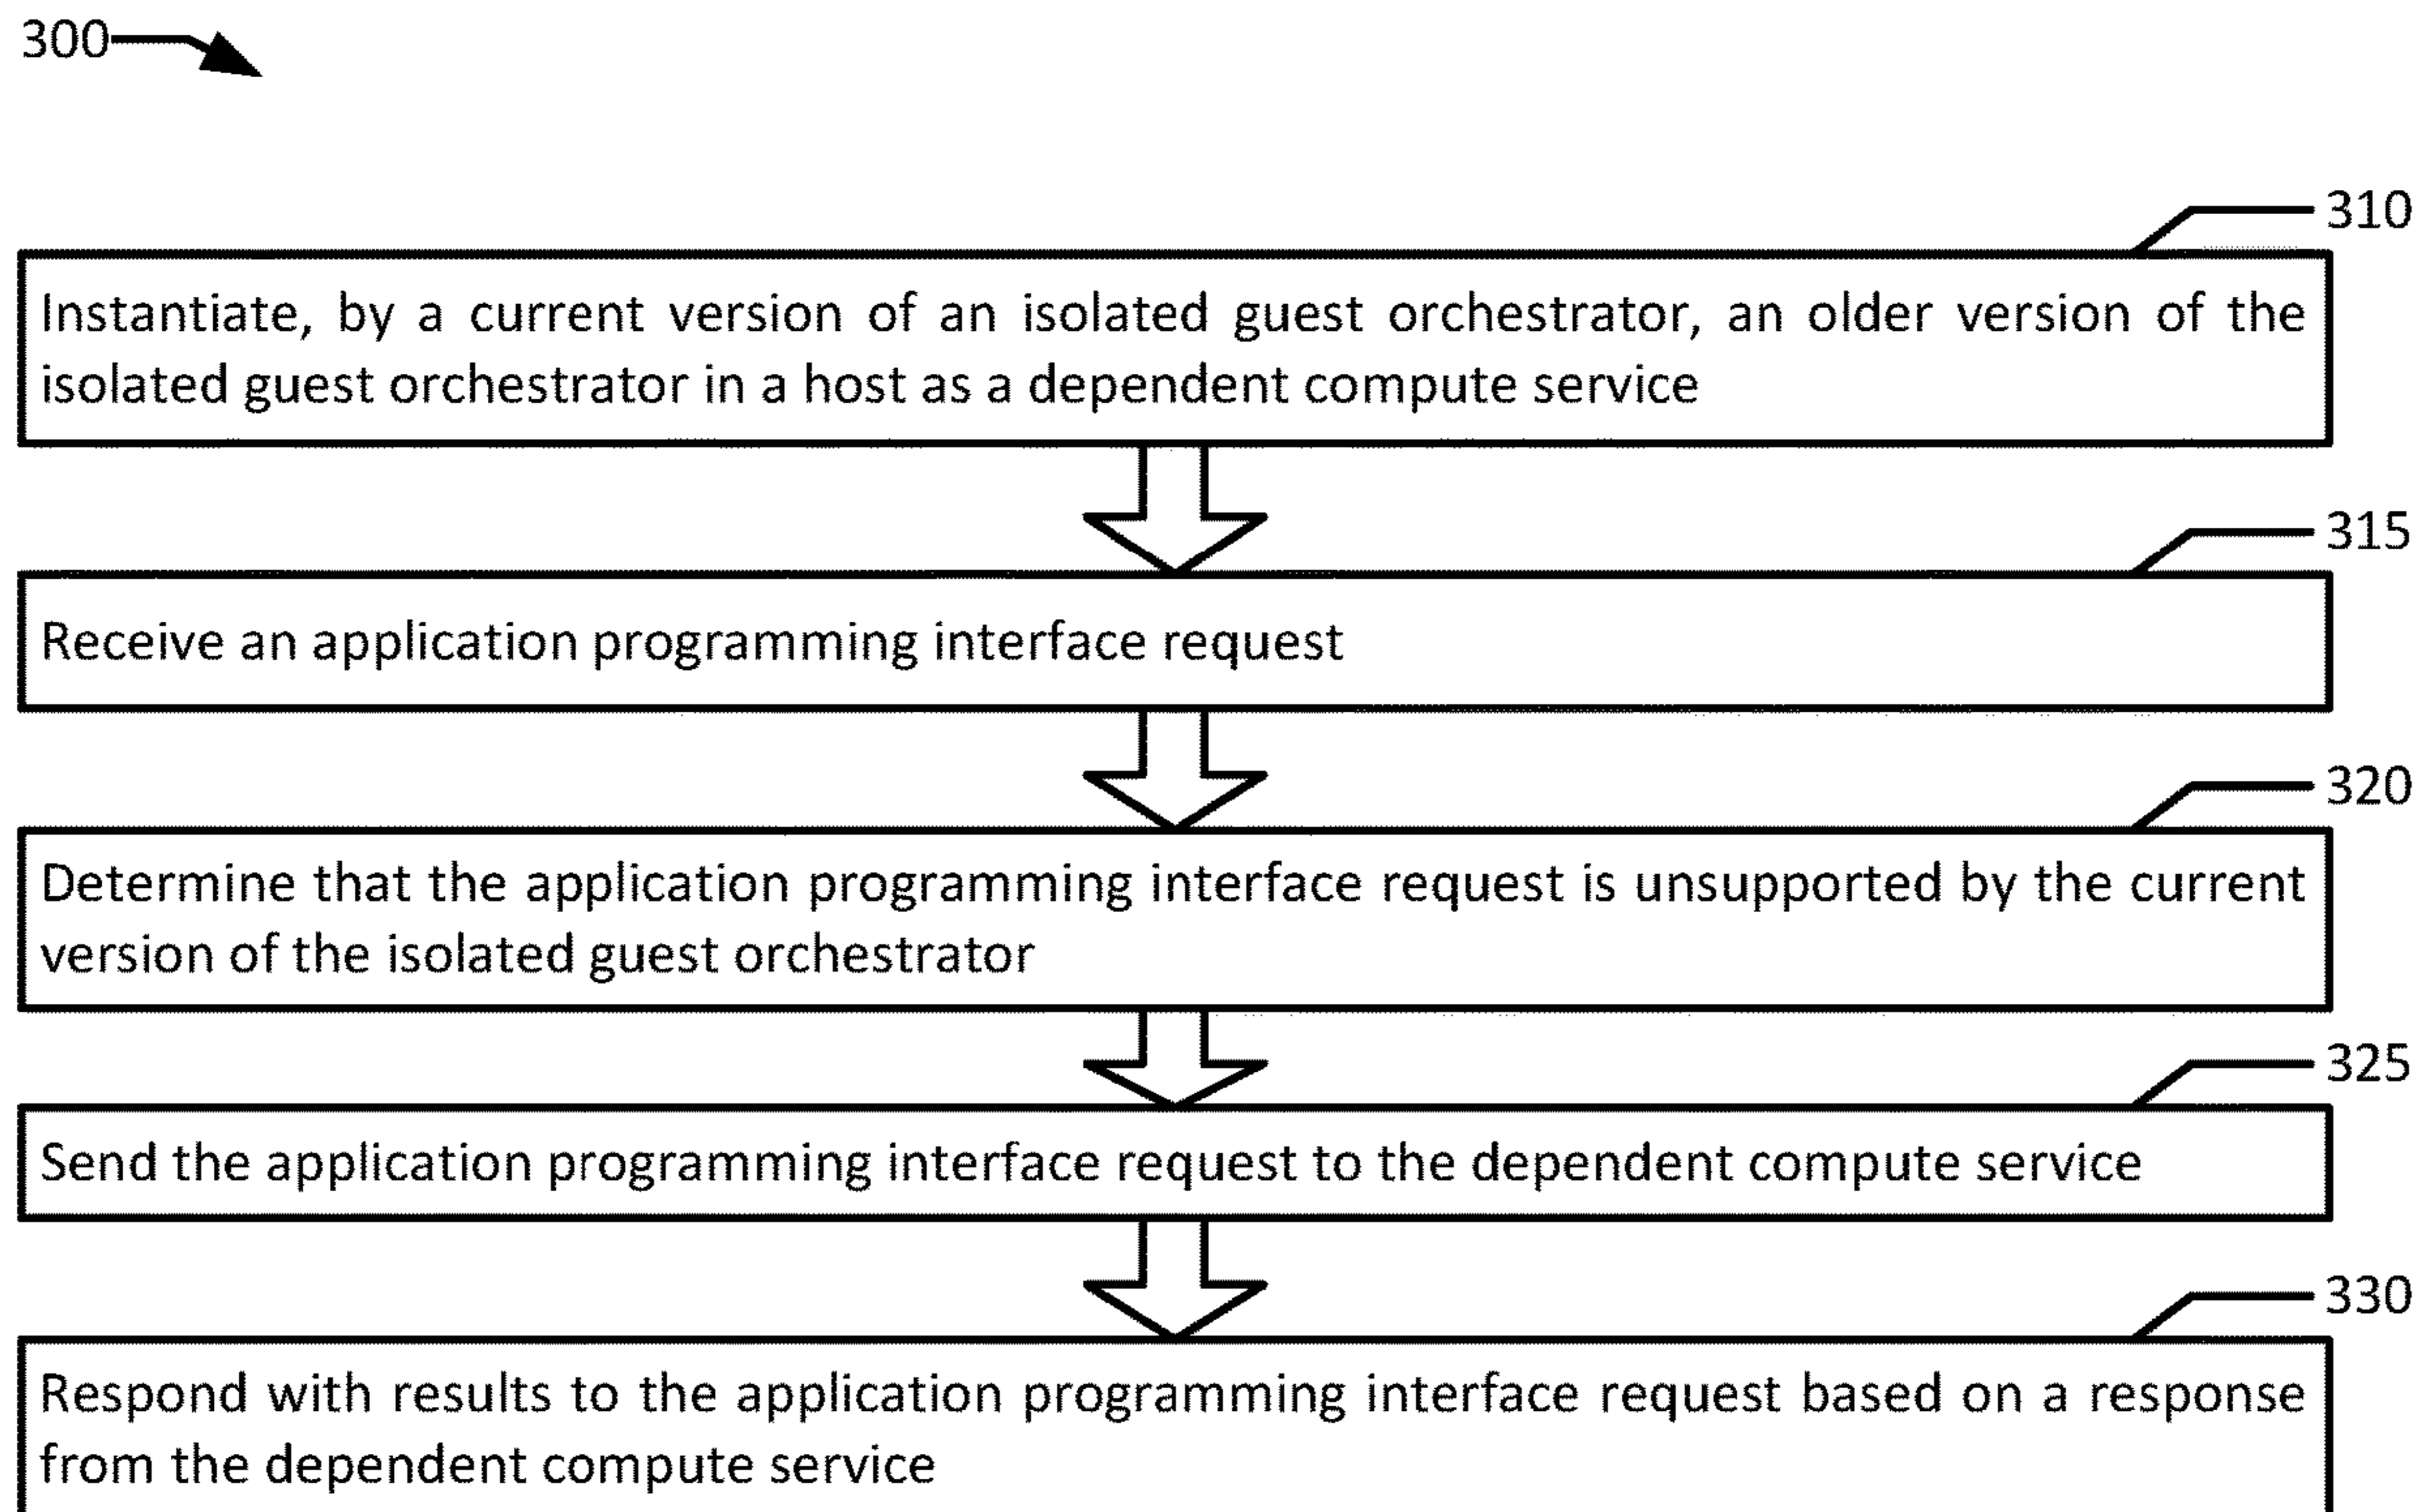 300
310
Instantiate, by a current version of an isolated guest orchestrator, an older version of the
isolated guest orchestrator in a host as a dependent compute service
315
Receive an application programming interface request
320
Determine that the application programming interface request is unsupported by the current
version of the isolated guest orchestrator
325
Send the application programming interface request to the dependent compute service
330
Respond with results to the application programming interface request based on a response
from the dependent compute service